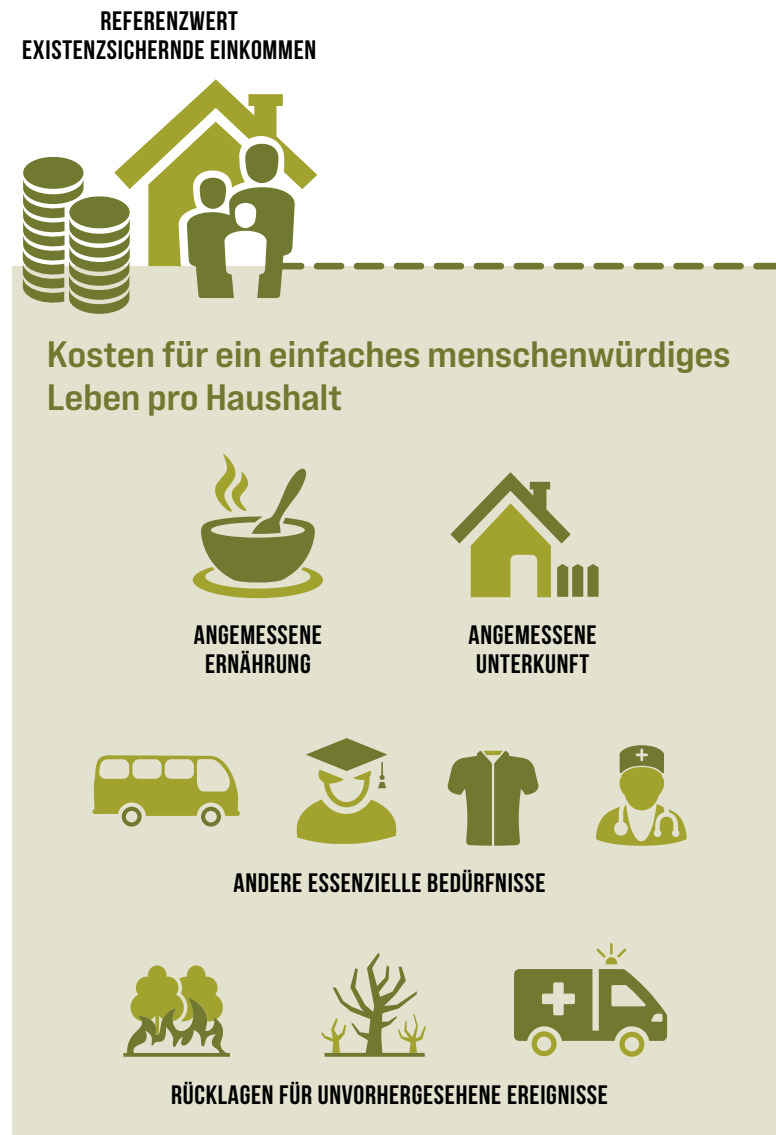 REFERENZWERT
EXISTENZSICHERNDE EINKOMMEN
Kosten für ein einfaches menschenwürdiges
Leben pro Haushalt
ANGEMESSENE
ERNÄHRUNG
ANGEMESSENE
UNTERKUNFT
ANDERE ESSENZIELLE BEDÜRFNISSE
RÜCKLAGEN FÜR UNVORHERGESEHENE EREIGNISSE